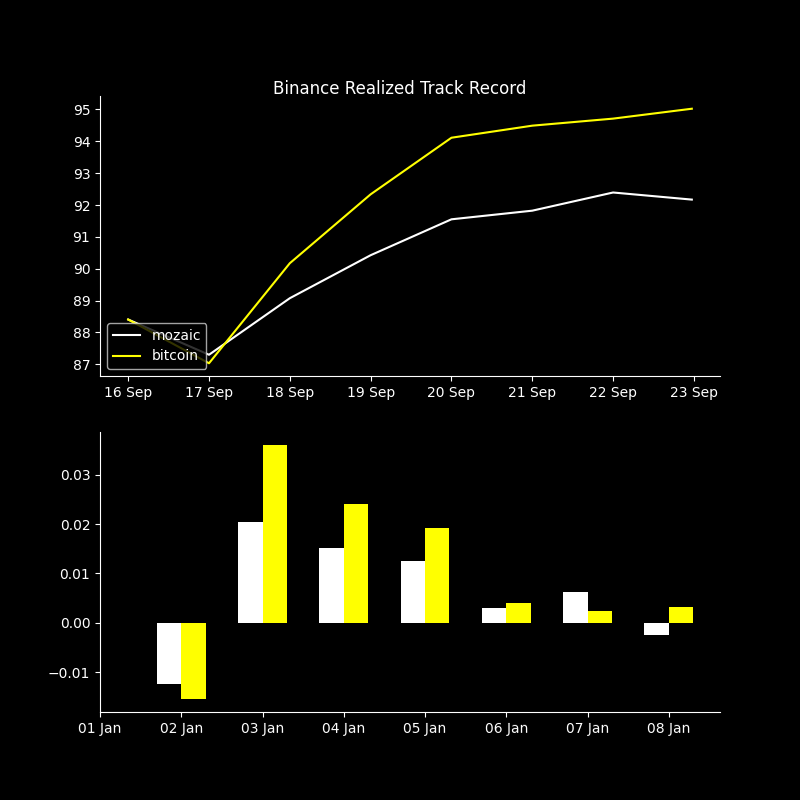 Binance Realized Track Record
95
94
93
92
91
90
89
88
87
mozaic
bitcoin
16 Sep 17 Sep 18 Sep 19 Sep 20 Sep 21 Sep 22 Sep 23 Sep
0.03
0.02
0.01
0.00
−0.01
01 Jan 02 Jan 03 Jan 04 Jan 05 Jan 06 Jan 07 Jan 08 Jan